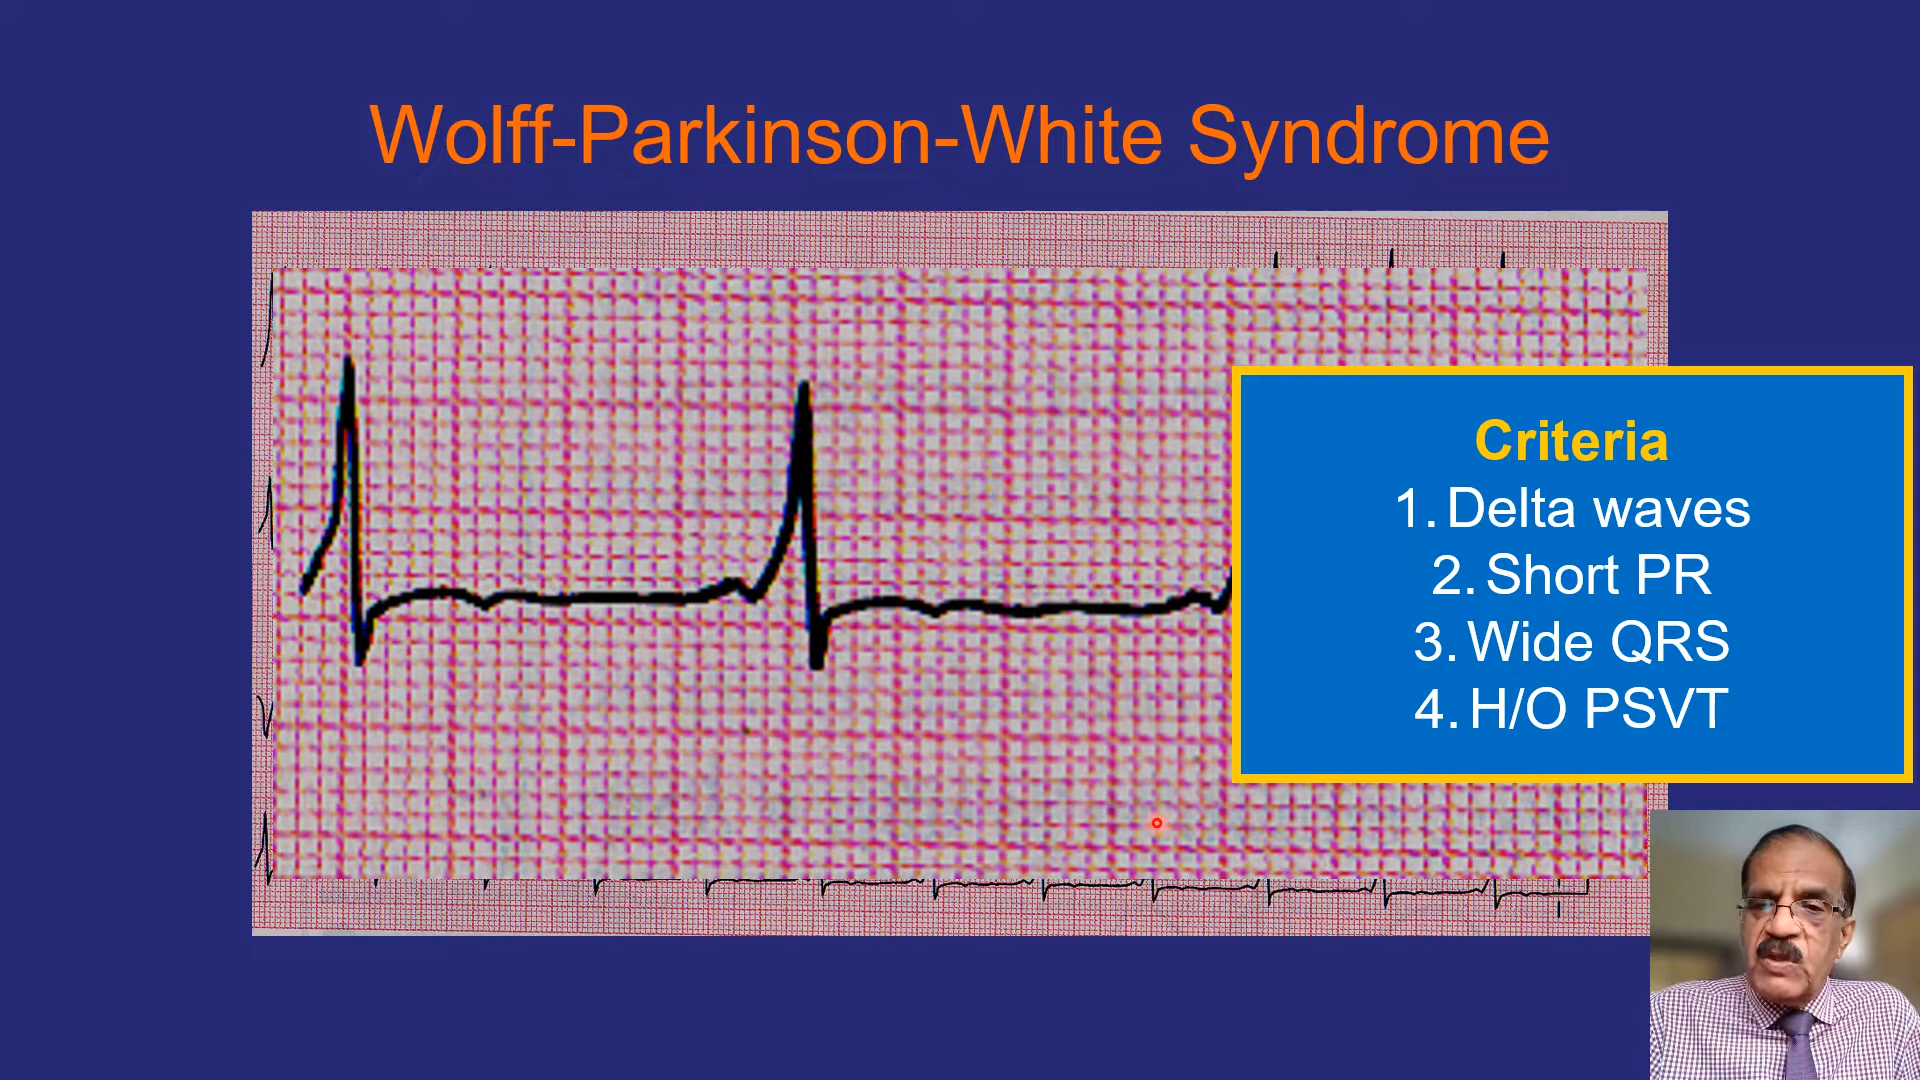 Wolff-Parkinson-White Syndrome
Criteria
1. Delta waves
2. Short PR
3. Wide QRS
4. H/O PSVT